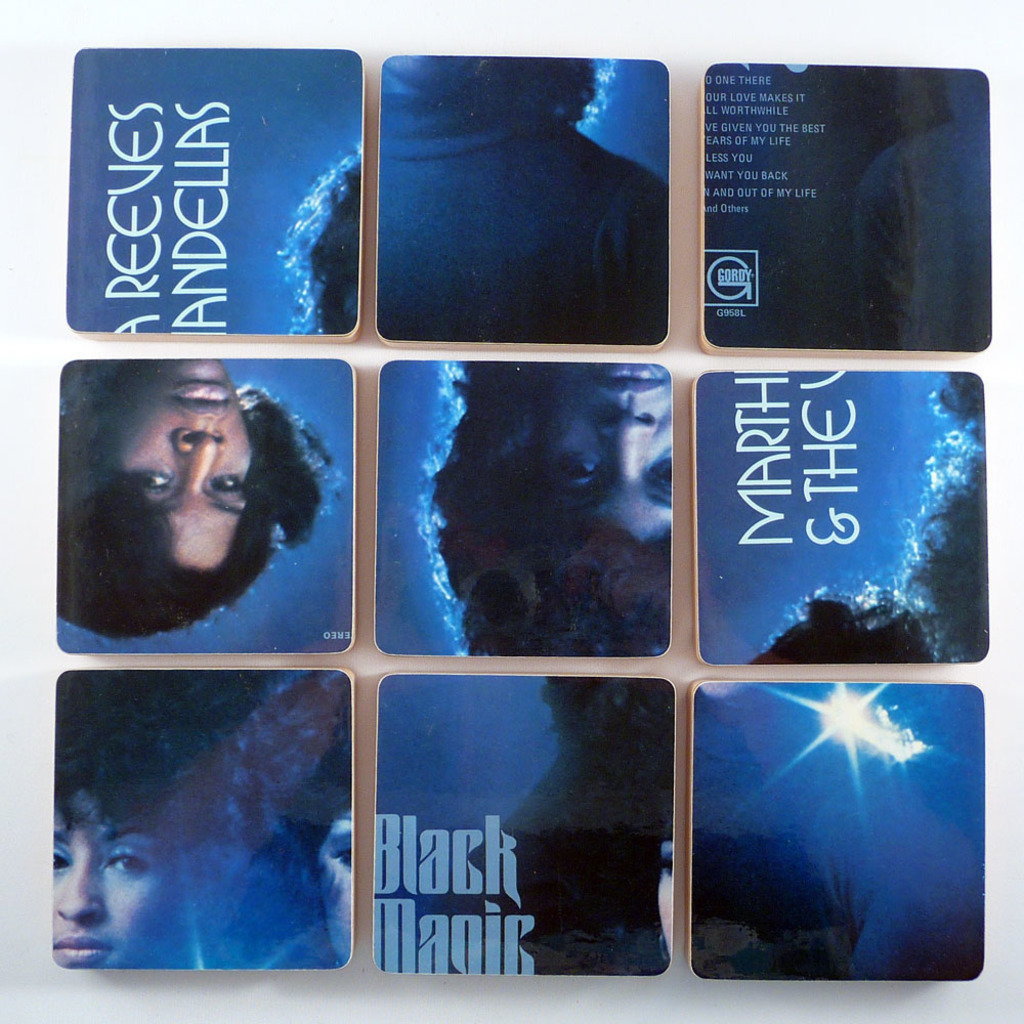 A REEVES
ANDELLAS
O ONE THERE
OUR LOVE MAKES IT
LL WORTHWHILE
VE GIVEN YOU THE BEST
EARS OF MY LIFE
LESS YOU
WANT YOU BACK
N AND OUT OF MY LIFE
and Others
GORDY
G958L
EREO
MARTH
& THE V
Black
Magic